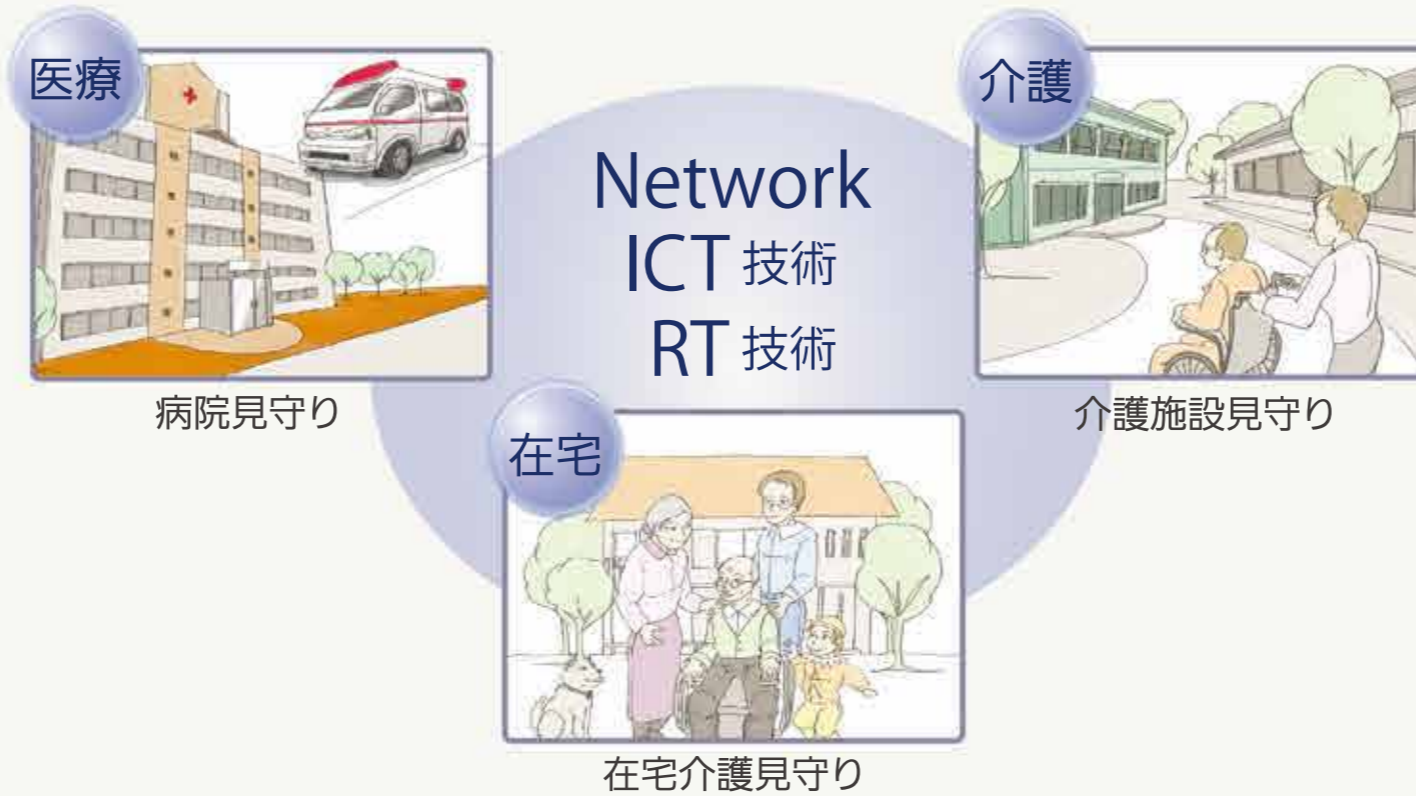 医療
病院見守り
Network
ICT 技術
RT 技術
介護
介護施設見守り
在宅
在宅介護見守り